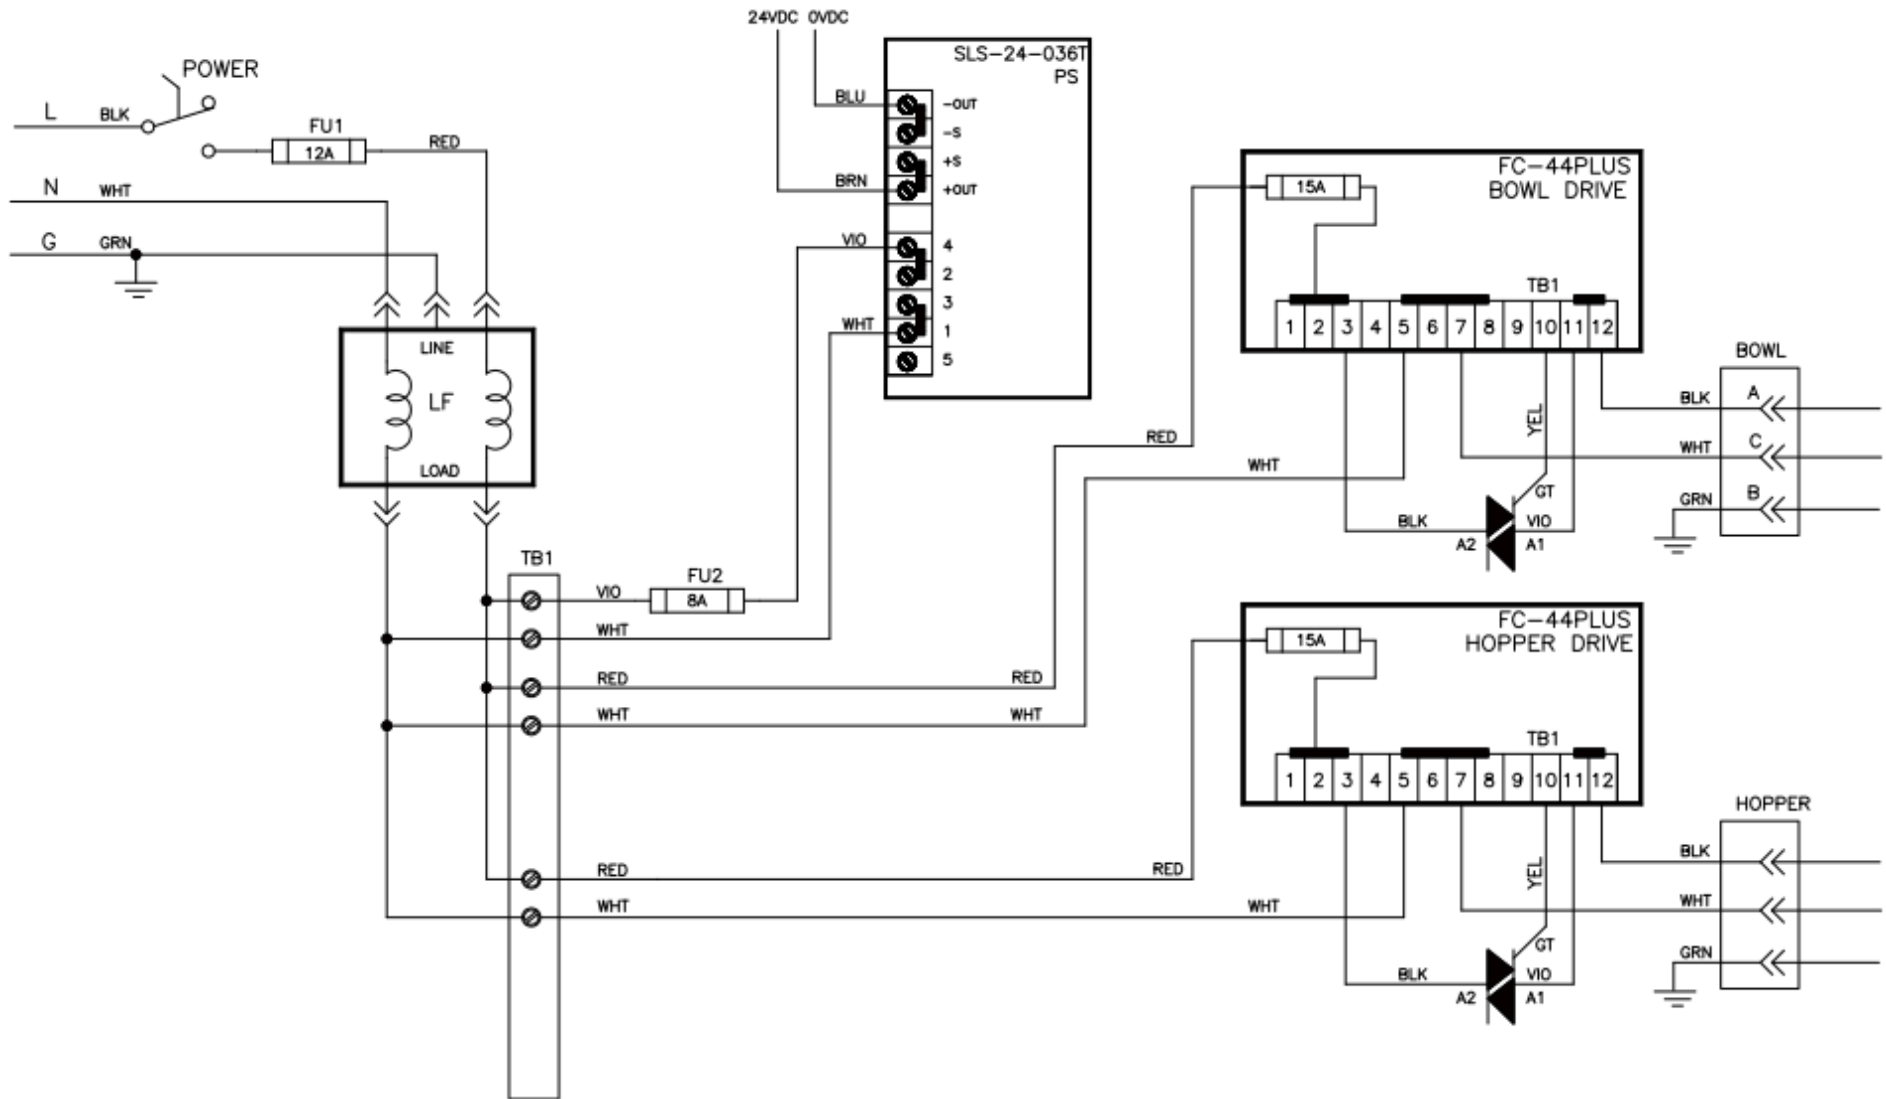 24VDC 0VDC
POWER
L BLK
FU1
12A
RED
N WHT
G GRN
LINE
LF
LOAD
SLS-24-036T
PS
BLU -OUT
-S
+S
BRN +OUT
VIO 4
2
3
WHT 1
5
TB1
VIO
FU2
8A
WHT
RED RED
WHT WHT
RED RED
WHT WHT
RED
WHT
FC-44PLUS
BOWL DRIVE
15A
TB1
1 2 3 4 5 6 7 8 9 10 11 12
YEL
GT
BLK VIO
A2 A1
BOWL
BLK A
WHT C
GRN B
FC-44PLUS
HOPPER DRIVE
15A
TB1
1 2 3 4 5 6 7 8 9 10 11 12
YEL
GT
BLK VIO
A2 A1
HOPPER
BLK
WHT
GRN